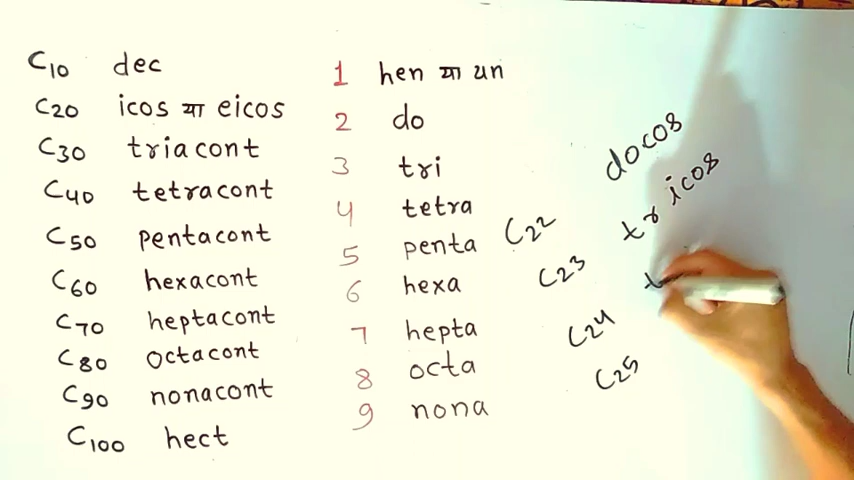 C10 dec
C20 icos या eicos
C30 triacont
C40 tetracont
C50 pentacont
C60 hexacont
C70 heptacont
C80 octacont
C90 nonacont
C100 hect
1 hen या un
2 do
3 tri
4 tetra
5 penta
6 hexa
7 hepta
8 octa
9 nona
C22 docos
C23 tricos
C24 t
C25